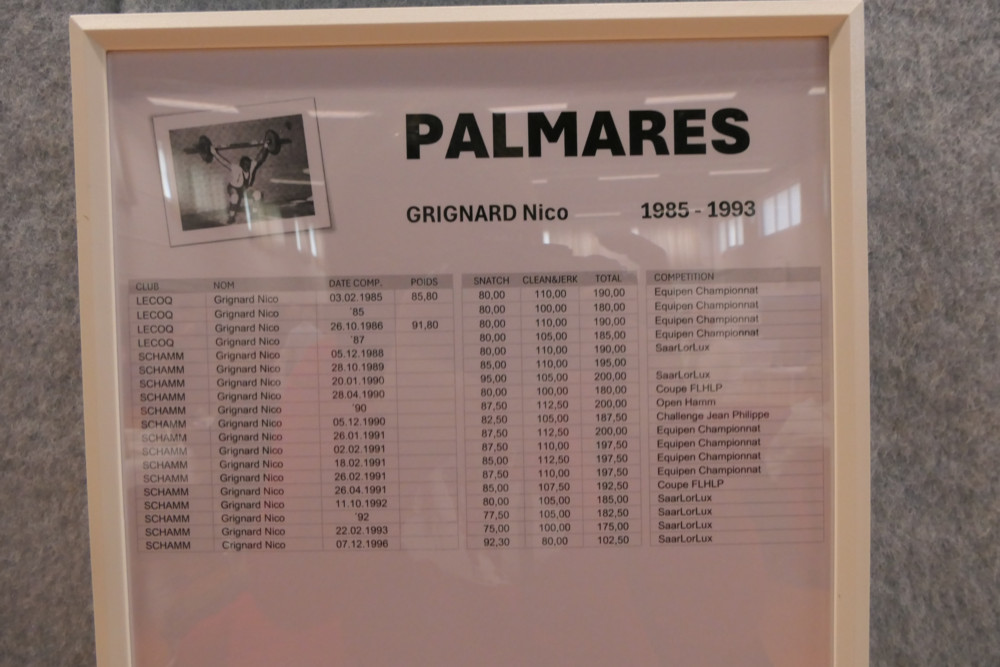 PALMARES
GRIGNARD Nico 1985 - 1993
CLUB NOM DATE COMP. POIDS SNATCH CLEAN&JERK TOTAL COMPETITION
LECOQ Grignard Nico 03.02.1985 85,80 80,00 110,00 190,00 Equipen Championnat
LECOQ Grignard Nico ´85 80,00 100,00 180,00 Equipen Championnat
LECOQ Grignard Nico 26.10.1986 91,80 80,00 110,00 190,00 Equipen Championnat
LECOQ Grignard Nico ´87 80,00 105,00 185,00 Equipen Championnat
SCHAMM Grignard Nico 05.12.1988 80,00 110,00 190,00 SaarLorLux
SCHAMM Grignard Nico 28.10.1989 85,00 110,00 195,00
SCHAMM Grignard Nico 20.01.1990 95,00 105,00 200,00 SaarLorLux
SCHAMM Grignard Nico 28.04.1990 80,00 100,00 180,00 Coupe FLHLP
SCHAMM Grignard Nico ´90 87,50 112,50 200,00 Open Hamm
SCHAMM Grignard Nico 05.12.1990 82,50 105,00 187,50 Challenge Jean Philippe
SCHAMM Grignard Nico 26.01.1991 87,50 112,50 200,00 Equipen Championnat
SCHAMM Grignard Nico 02.02.1991 87,50 110,00 197,50 Equipen Championnat
SCHAMM Grignard Nico 18.02.1991 85,00 112,50 197,50 Equipen Championnat
SCHAMM Grignard Nico 26.02.1991 87,50 110,00 197,50 Equipen Championnat
SCHAMM Grignard Nico 26.04.1991 85,00 107,50 192,50 Coupe FLHLP
SCHAMM Grignard Nico 11.10.1992 80,00 105,00 185,00 SaarLorLux
SCHAMM Grignard Nico ´92 77,50 105,00 182,50 SaarLorLux
SCHAMM Grignard Nico 22.02.1993 75,00 100,00 175,00 SaarLorLux
SCHAMM Crignard Nico 07.12.1996 92,30 80,00 102,50 SaarLorLux